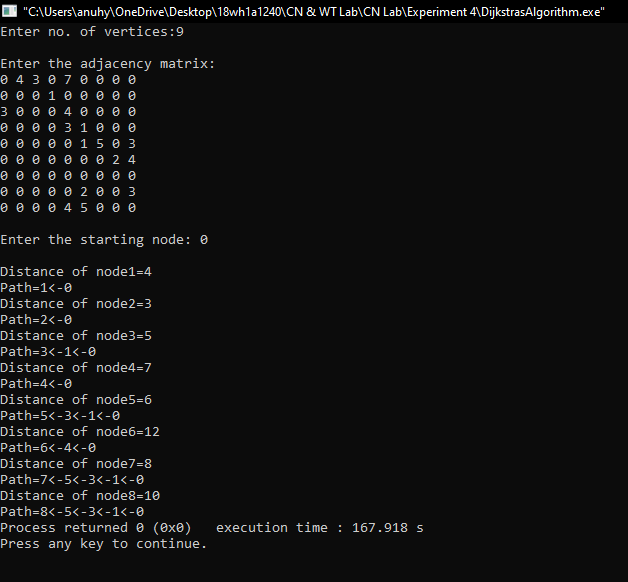 "C:\Users\anuhy\OneDrive\Desktop\18wh1a1240\CN & WT Lab\CN Lab\Experiment 4\DijkstrasAlgorithm.exe"
Enter no. of vertices:9
Enter the adjacency matrix:
0 4 3 0 7 0 0 0 0
0 0 0 1 0 0 0 0 0
3 0 0 0 4 0 0 0 0
0 0 0 0 3 1 0 0 0
0 0 0 0 0 1 5 0 3
0 0 0 0 0 0 0 2 4
0 0 0 0 0 0 0 0 0
0 0 0 0 0 2 0 0 3
0 0 0 0 4 5 0 0 0
Enter the starting node: 0
Distance of node1=4
Path=1<-0
Distance of node2=3
Path=2<-0
Distance of node3=5
Path=3<-1<-0
Distance of node4=7
Path=4<-0
Distance of node5=6
Path=5<-3<-1<-0
Distance of node6=12
Path=6<-4<-0
Distance of node7=8
Path=7<-5<-3<-1<-0
Distance of node8=10
Path=8<-5<-3<-1<-0
Process returned 0 (0x0)   execution time : 167.918 s
Press any key to continue.